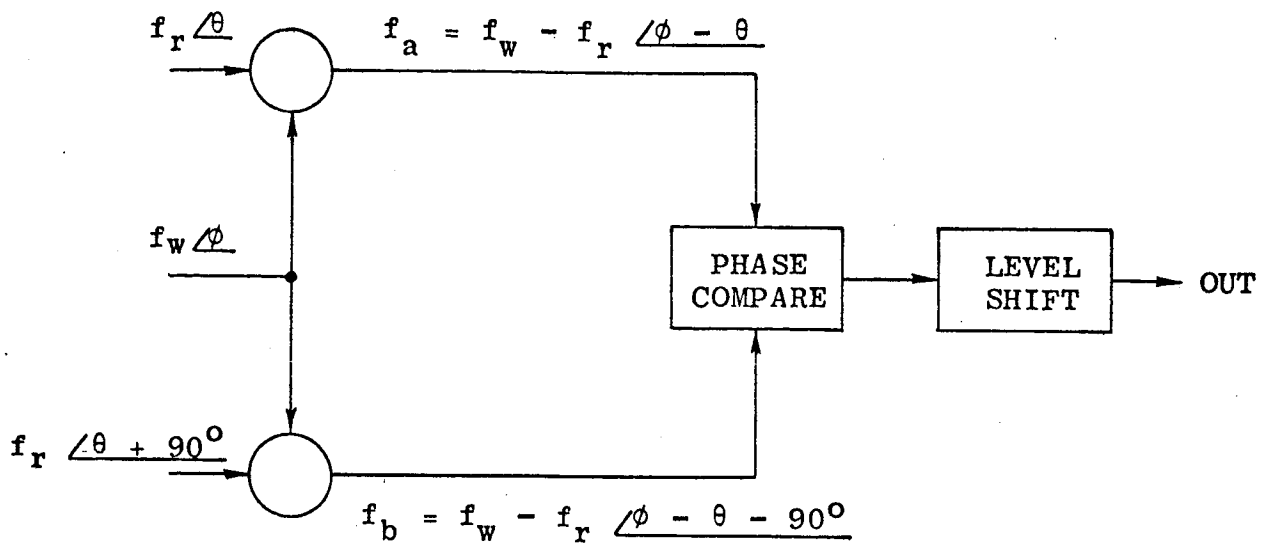 f_r ∠θ
f_a = f_w - f_r ∠ϕ - θ
f_w ∠ϕ
PHASE
COMPARE
LEVEL
SHIFT
OUT
f_r ∠θ + 90°
f_b = f_w - f_r ∠ϕ - θ - 90°